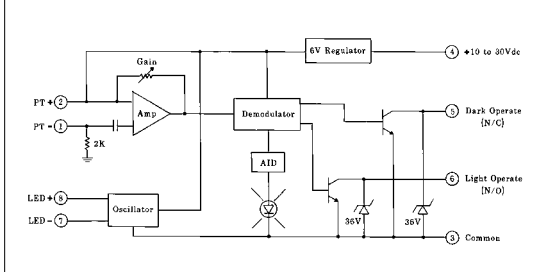 6V Regulator
4 +10 to 30Vdc
Gain
PT + 2
Amp
Demodulator
5 Dark Operate
{N/C}
PT - 1
2K
AID
6 Light Operate
{N/O}
LED + 8
Oscillator
LED - 7
36V
36V
3 Common